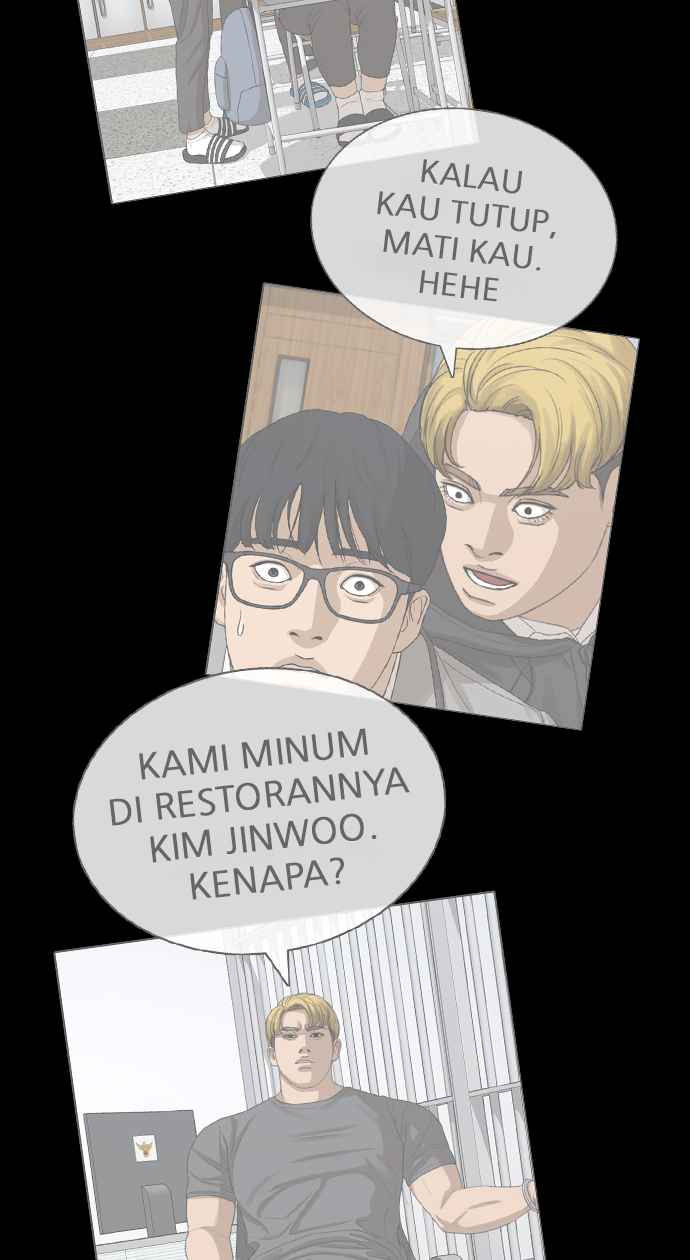 KALAU
KAU TUTUP,
MATI KAU.
HEHE
KAMI MINUM
DI RESTORANNYA
KIM JINWOO.
KENAPA?